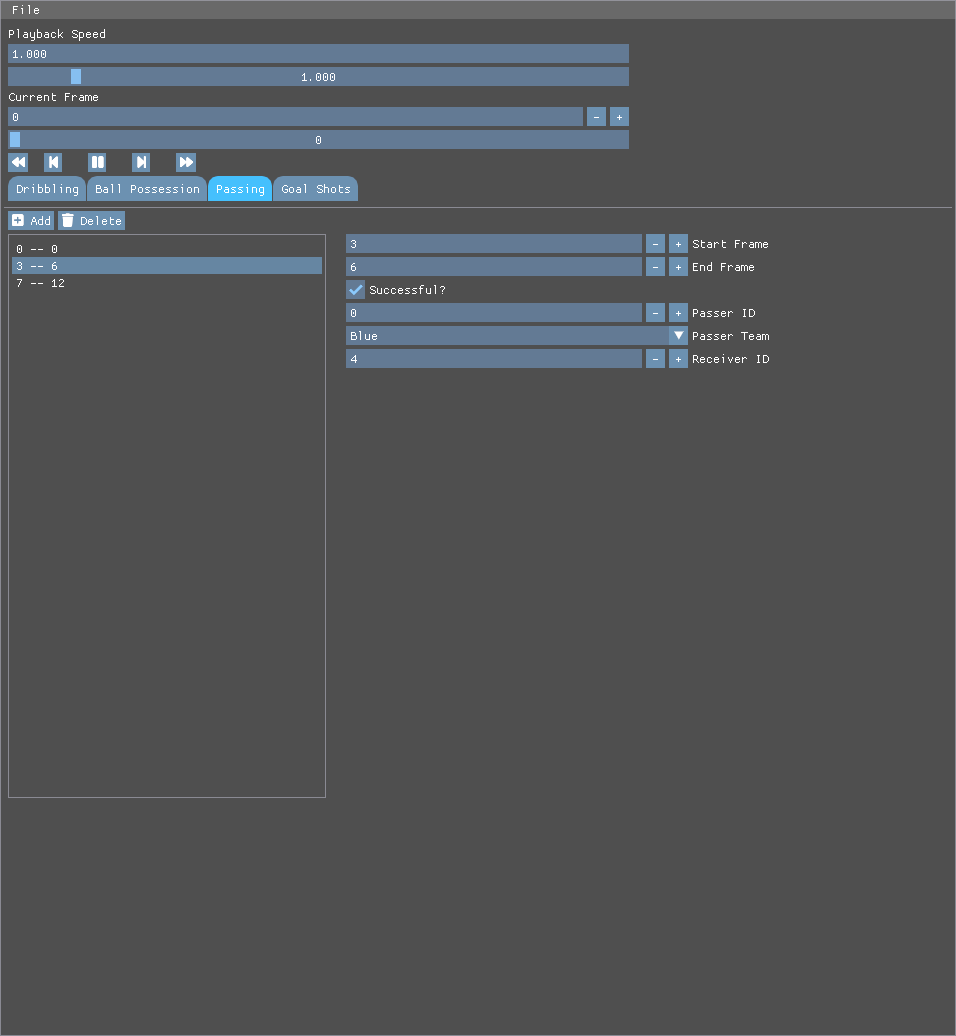 File
Playback Speed
1.000
1.000
Current Frame
0 - +
0
Dribbling Ball Possession Passing Goal Shots
Add Delete
0 -- 0
3 -- 6
7 -- 12
3 - + Start Frame
6 - + End Frame
Successful?
0 - + Passer ID
Blue Passer Team
4 - + Receiver ID